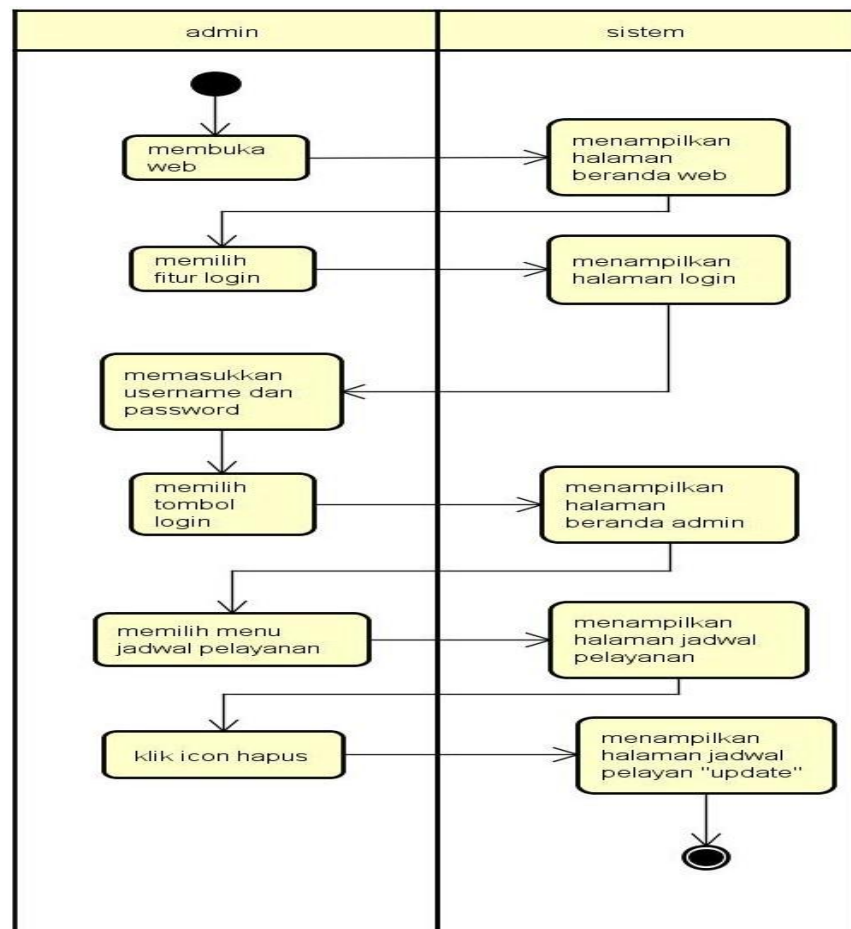 admin
sistem
membuka
web
menampilkan
halaman
beranda web
memilih
fitur login
menampilkan
halaman login
memasukkan
username dan
password
memilih
tombol
login
menampilkan
halaman
beranda admin
memilih menu
jadwal pelayanan
menampilkan
halaman jadwal
pelayanan
klik icon hapus
menampilkan
halaman jadwal
pelayan "update"